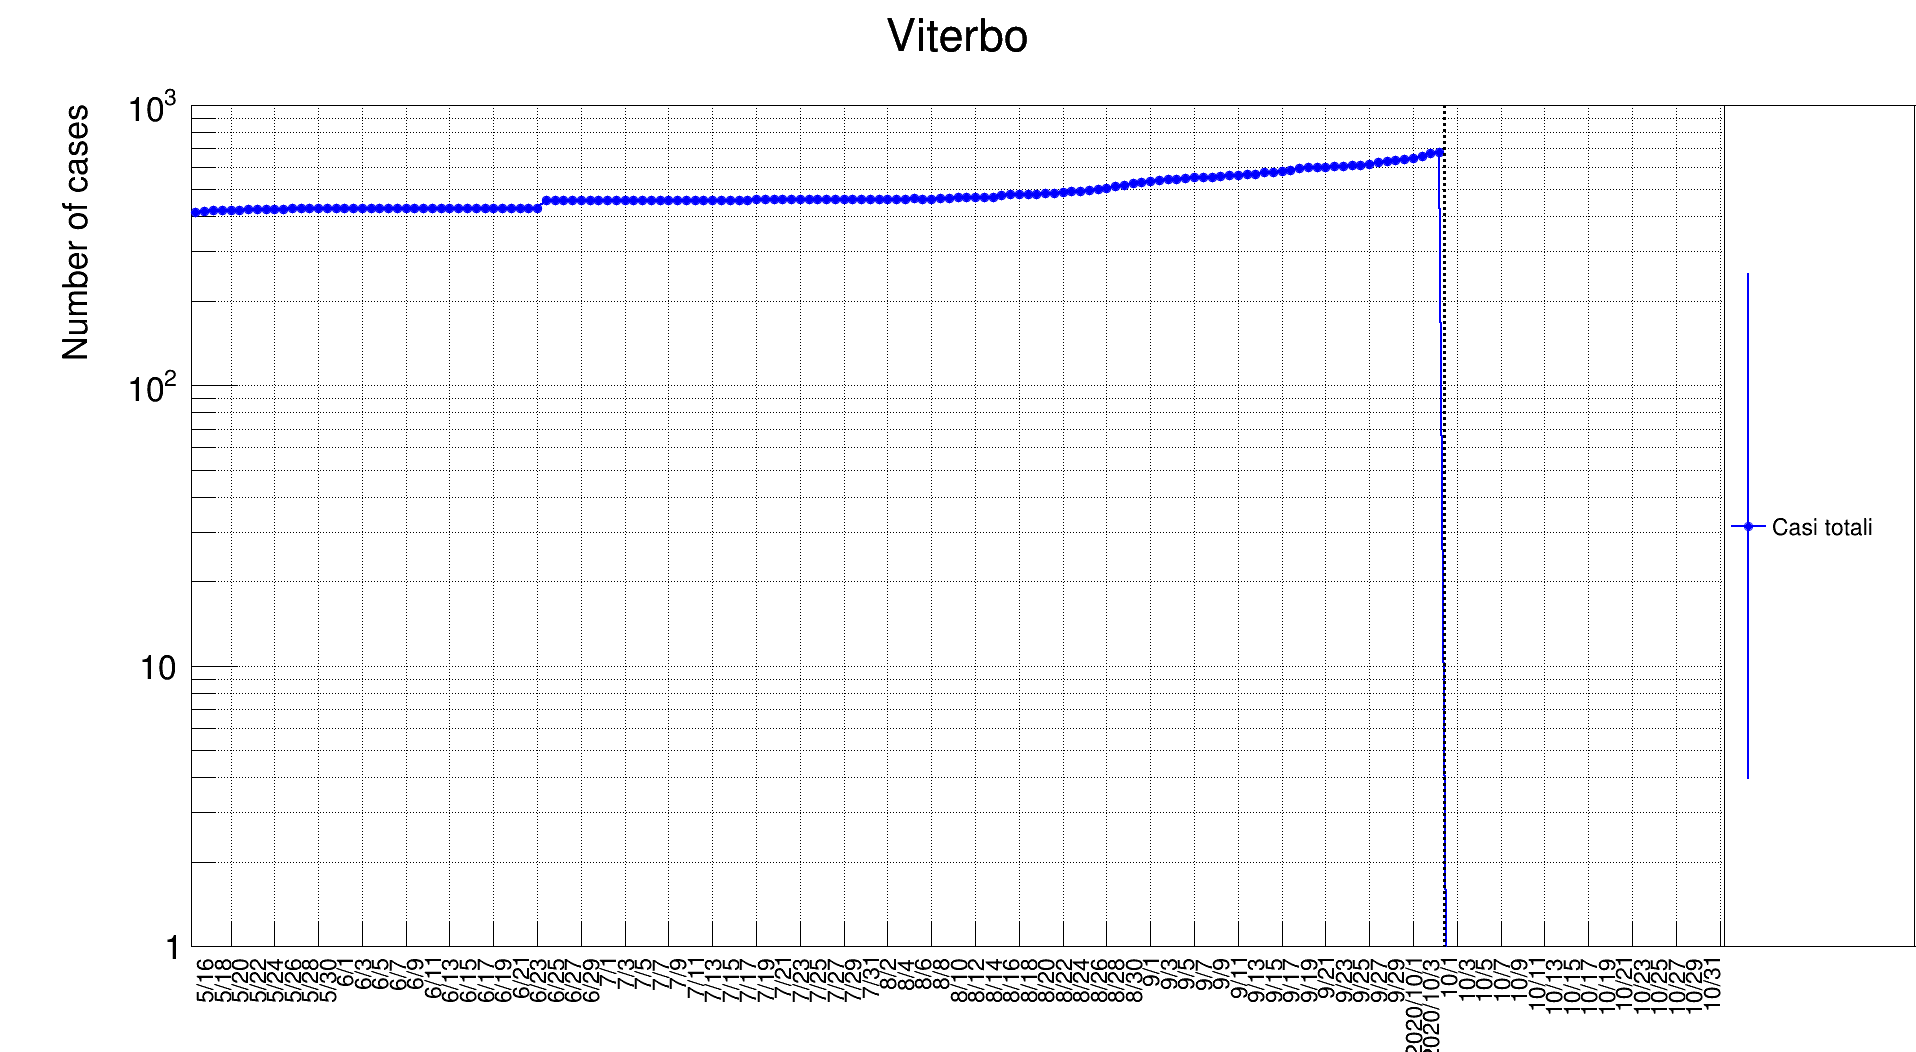 Viterbo
Number of cases
10³
10²
10
1
5/16 5/18 5/20 5/22 5/24 5/26 5/28 5/30 6/1 6/3 6/5 6/7 6/9 6/11 6/13 6/15 6/17 6/19 6/21 6/23 6/25 6/27 6/29 7/1 7/3 7/5 7/7 7/9 7/11 7/13 7/15 7/17 7/19 7/21 7/23 7/25 7/27 7/29 7/31 8/2 8/4 8/6 8/8 8/10 8/12 8/14 8/16 8/18 8/20 8/22 8/24 8/26 8/28 8/30 9/1 9/3 9/5 9/7 9/9 9/11 9/13 9/15 9/17 9/19 9/21 9/23 9/25 9/27 9/29 2020/10/1 2020/10/3 10/1 10/3 10/5 10/7 10/9 10/11 10/13 10/15 10/17 10/19 10/21 10/23 10/25 10/27 10/29 10/31
Casi totali